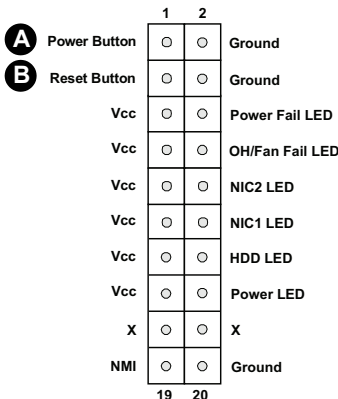 1 2
A Power Button Ground
B Reset Button Ground
Vcc Power Fail LED
Vcc OH/Fan Fail LED
Vcc NIC2 LED
Vcc NIC1 LED
Vcc HDD LED
Vcc Power LED
X X
NMI Ground
19 20